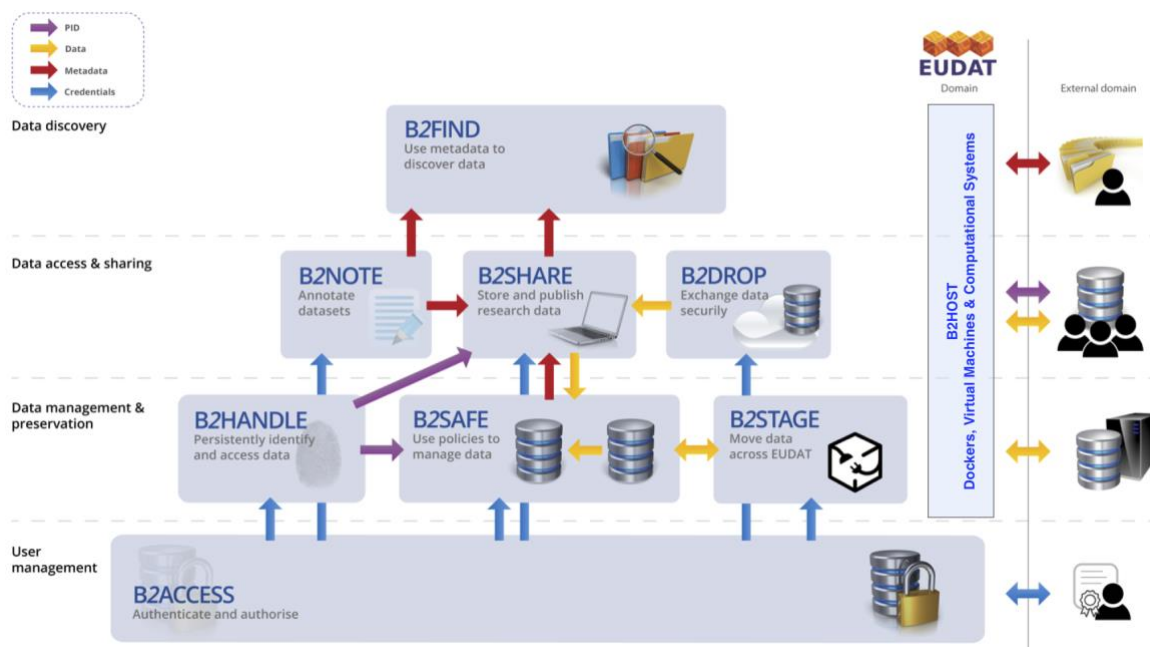 PID
Data
Metadata
Credentials
EUDAT
Domain
External domain
Data discovery
B2FIND
Use metadata to
discover data
Data access & sharing
B2NOTE
Annotate
datasets
B2SHARE
Store and publish
research data
B2DROP
Exchange data
security
B2HOST
Dockers, Virtual Machines & Computational Systems
Data management &
preservation
B2HANDLE
Persistently identify
and access data
B2SAFE
Use policies to
manage data
B2STAGE
Move data
across EUDAT
User
management
B2ACCESS
Authenticate and authorise